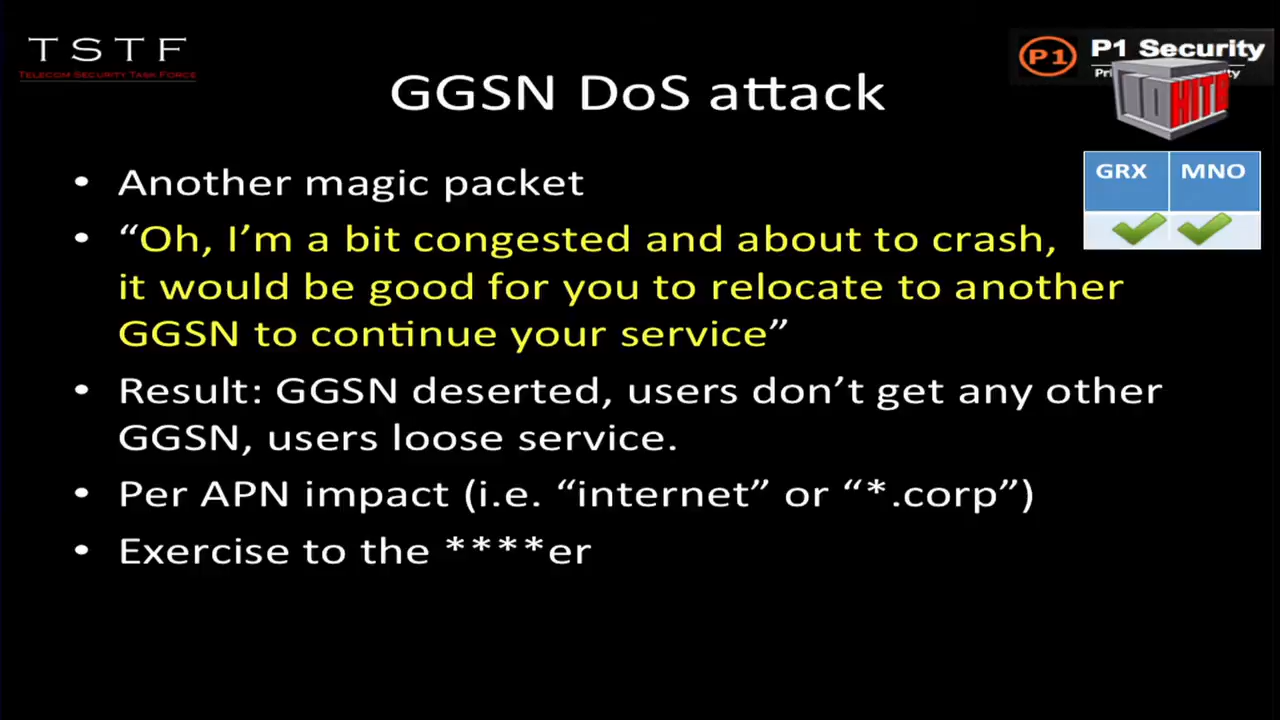 TSTF
TELECOM SECURITY TASK FORCE
P1
P1 Security
HITB
GGSN DoS attack
GRX MNO
• Another magic packet
• “Oh, I’m a bit congested and about to crash,
it would be good for you to relocate to another
GGSN to continue your service”
• Result: GGSN deserted, users don’t get any other
GGSN, users loose service.
• Per APN impact (i.e. “internet” or “*.corp”)
• Exercise to the ****er